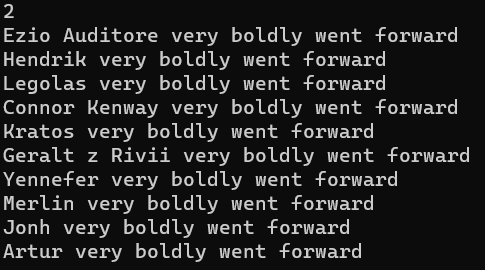 2
Ezio Auditore very boldly went forward
Hendrik very boldly went forward
Legolas very boldly went forward
Connor Kenway very boldly went forward
Kratos very boldly went forward
Geralt z Rivii very boldly went forward
Yennefer very boldly went forward
Merlin very boldly went forward
Jonh very boldly went forward
Artur very boldly went forward